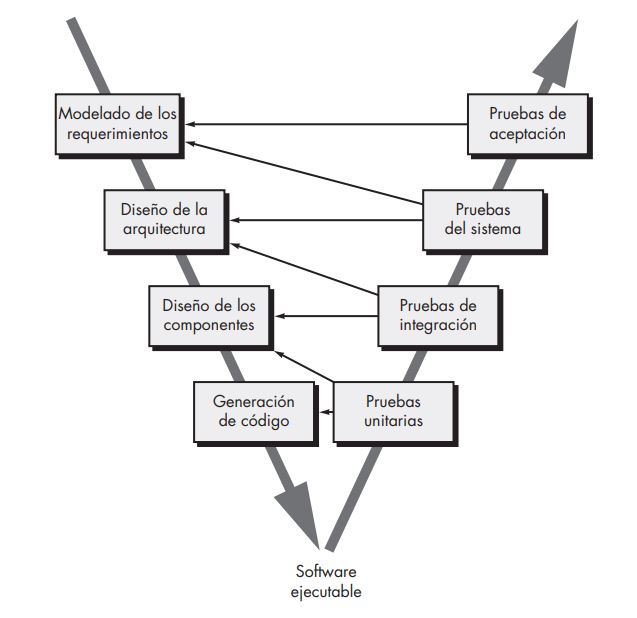 Modelado de los
requerimientos
Pruebas de
aceptación
Diseño de la
arquitectura
Pruebas
del sistema
Diseño de los
componentes
Pruebas de
integración
Generación
de código
Pruebas
unitarias
Software
ejecutable